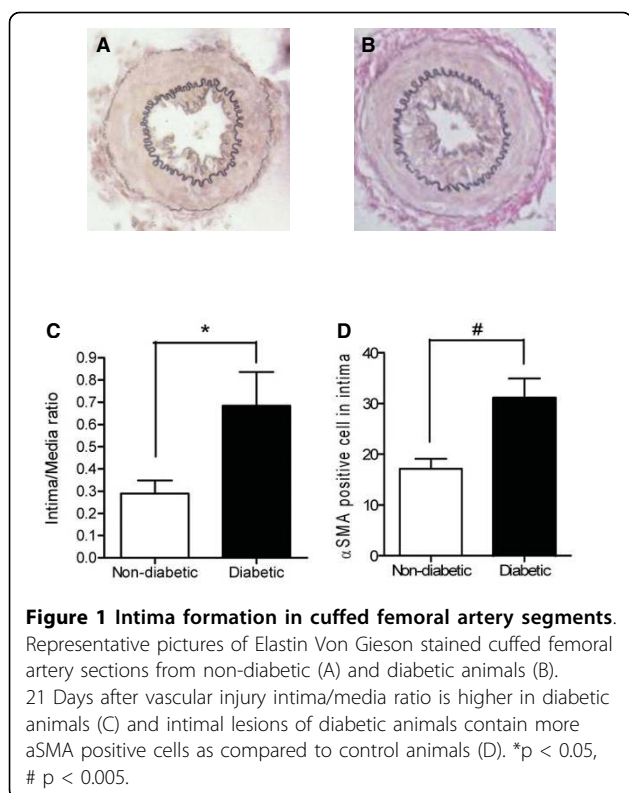 A
B
C
*
0.9
0.8
0.7
0.6
0.5
0.4
0.3
0.2
0.1
0.0
Intima/Media ratio
Non-diabetic Diabetic
D
#
40
30
20
10
0
αSMA positive cell in intima
Non-diabetic Diabetic
Figure 1 Intima formation in cuffed femoral artery segments.
Representative pictures of Elastin Von Gieson stained cuffed femoral
artery sections from non-diabetic (A) and diabetic animals (B).
21 Days after vascular injury intima/media ratio is higher in diabetic
animals (C) and intimal lesions of diabetic animals contain more
aSMA positive cells as compared to control animals (D). *p < 0.05,
# p < 0.005.